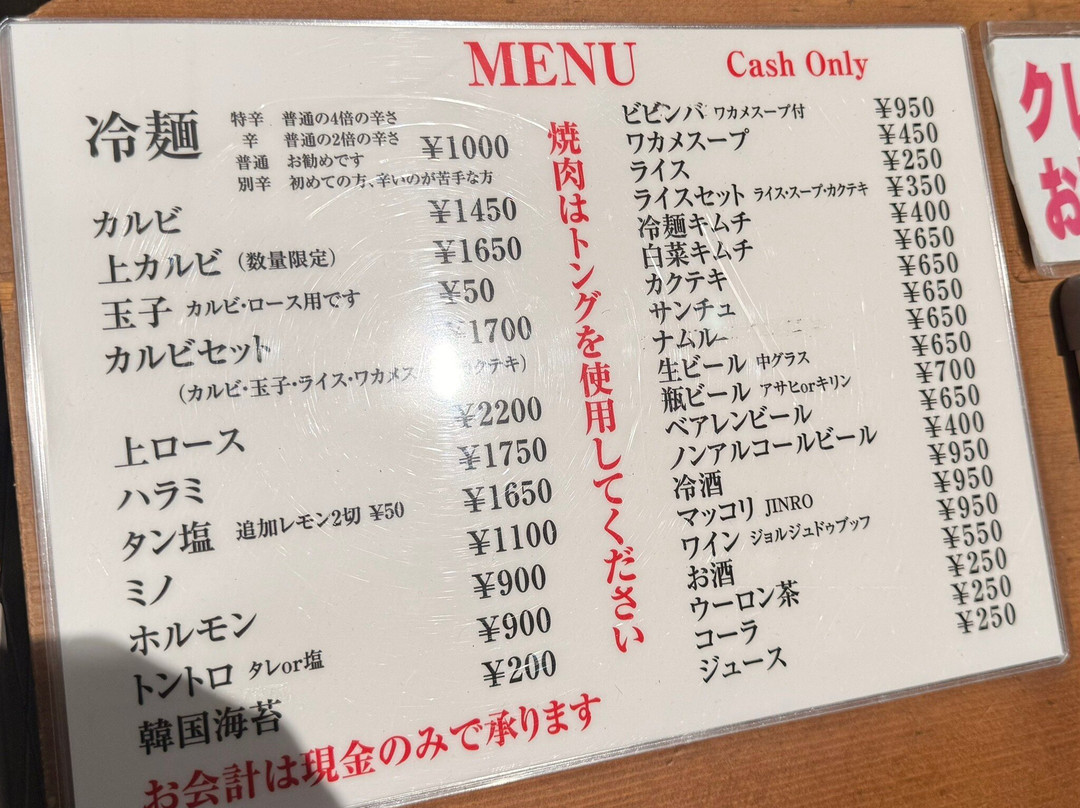 MENU
Cash Only
冷麺
特辛 普通の4倍の辛さ
辛 普通の2倍の辛さ
普通 お勧めです
別辛 初めての方、辛いのが苦手な方
¥1000
カルビ ¥1450
上カルビ (数量限定) ¥1650
玉子 カルビ・ロース用です ¥50
カルビセット ¥1700
(カルビ・玉子・ライス・ワカメス カクテキ)
上ロース ¥2200
ハラミ ¥1750
タン塩 追加レモン2切 ¥50 ¥1650
ミノ ¥1100
ホルモン ¥900
トントロ タレor塩 ¥900
韓国海苔 ¥200
お会計は現金のみで承ります
焼肉はトングを使用してください
ビビンバ ワカメスープ付 ¥950
ワカメスープ ¥450
ライス ¥250
ライスセット ライス・スープ・カクテキ ¥350
冷麺キムチ ¥400
白菜キムチ ¥650
カクテキ ¥650
サンチュ ¥650
ナムル ¥650
生ビール 中グラス ¥650
瓶ビール アサヒorキリン ¥700
ベアレンビール ¥650
ノンアルコールビール ¥400
冷酒 ¥950
マッコリ JINRO ¥950
ワイン ジョルジュドゥブッフ ¥950
お酒 ¥550
ウーロン茶 ¥250
コーラ ¥250
ジュース ¥250